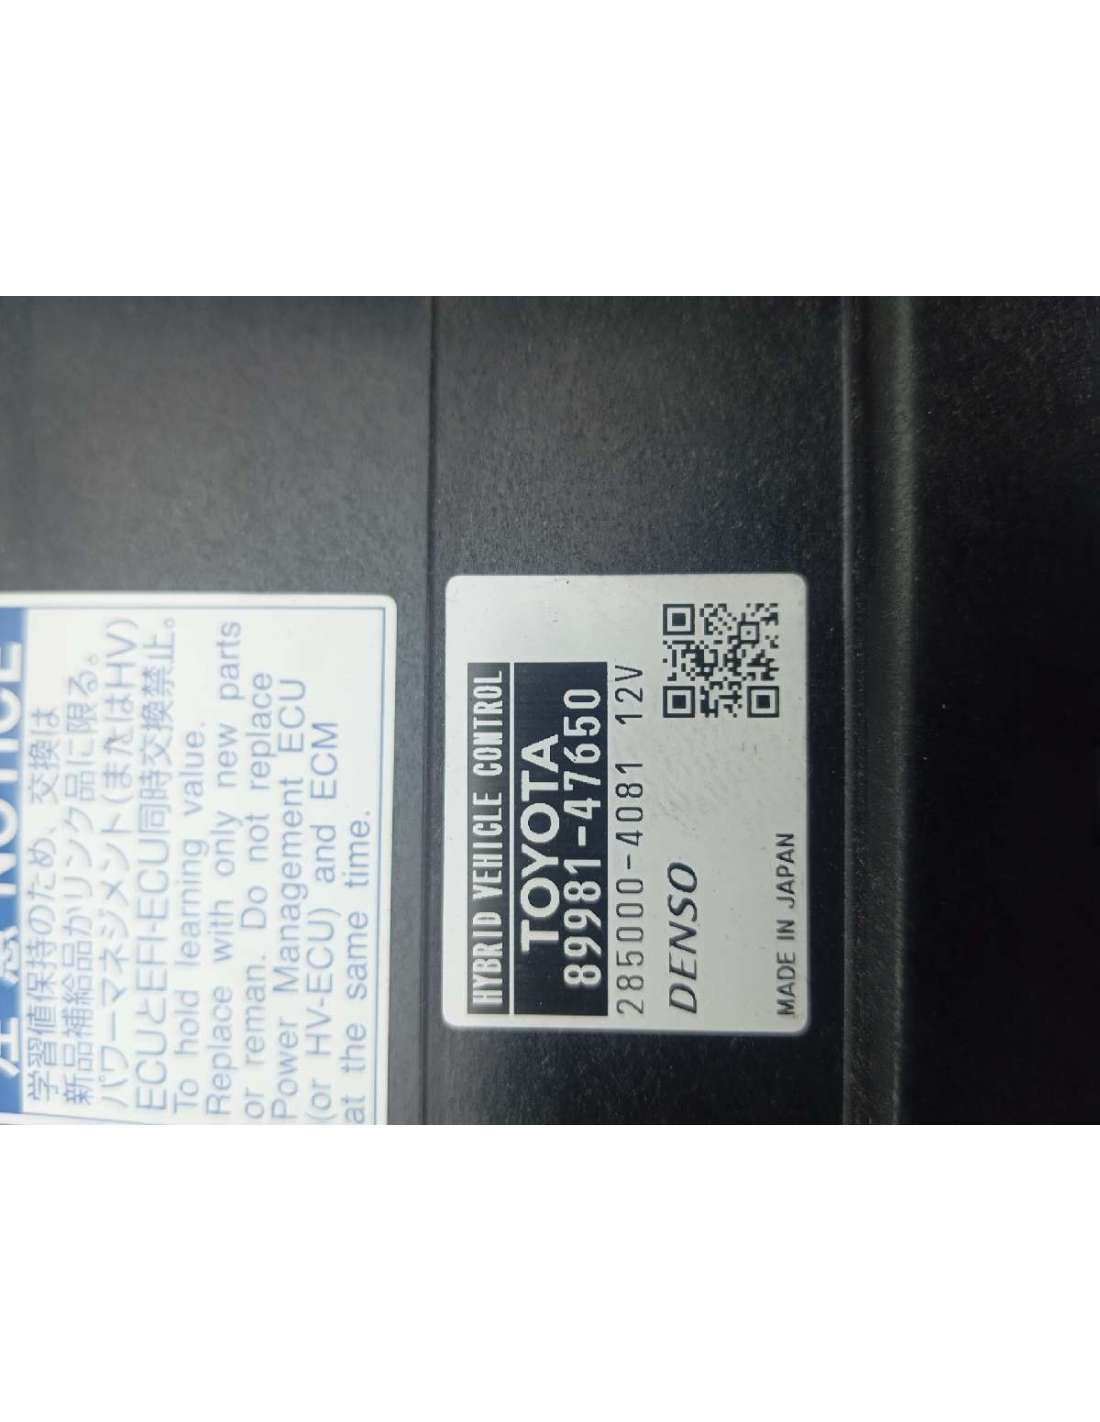 注意 NOTICE
学習値保持のため、交換は
新品補給品かリンク品に限る。
パワーマネジメント(またはHV)
ECUとEFI-ECU同時交換禁止。
To hold learning value.
Replace with only new parts
or reman. Do not replace
Power Management ECU
(or HV-ECU) and ECM
at the same time.
HYBRID VEHICLE CONTROL
TOYOTA
89981-47650
285000-4081 12V
DENSO
MADE IN JAPAN